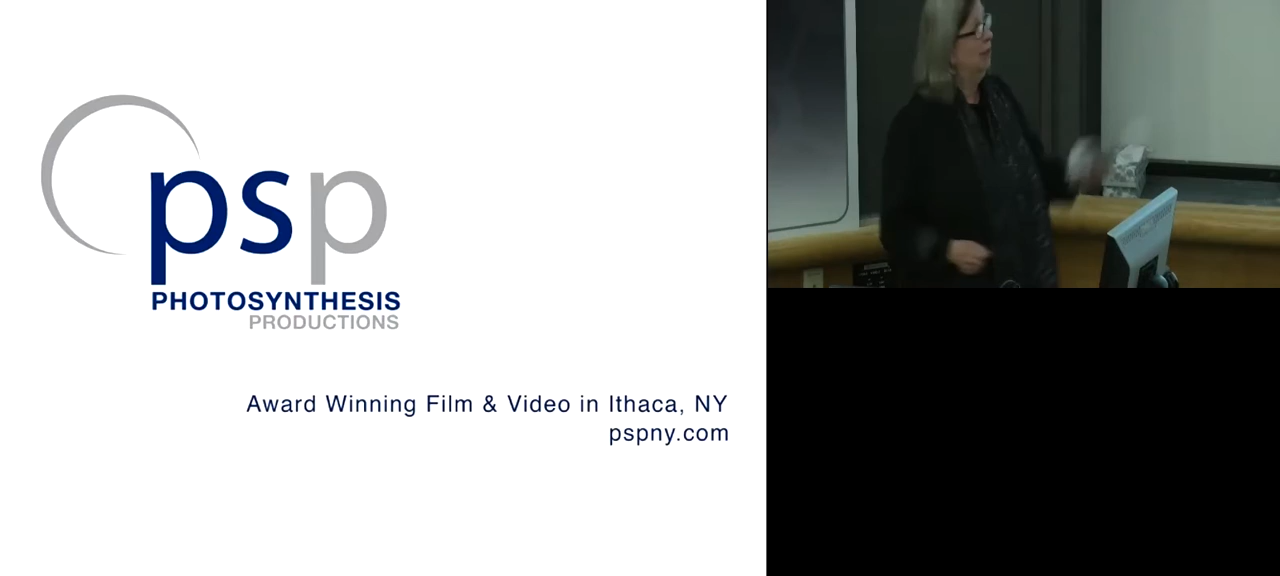 psp
PHOTOSYNTHESIS
PRODUCTIONS
Award Winning Film & Video in Ithaca, NY
pspny.com